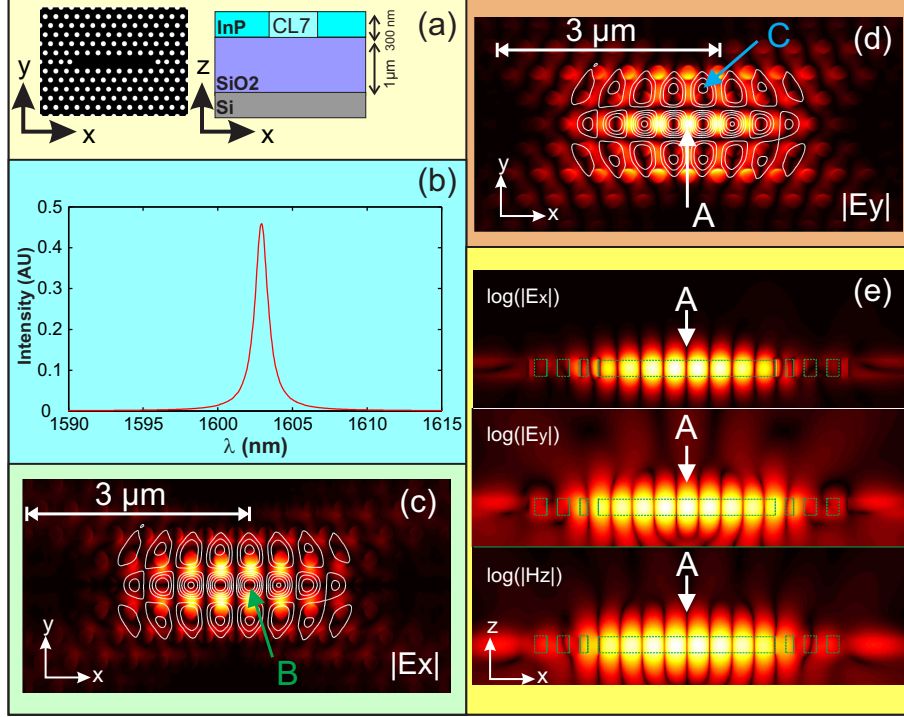 (a)
y
x
z
x
InP
CL7
300 nm
1µm
SiO2
Si
(b)
0.5
0.4
0.3
0.2
0.1
0
Intensity (AU)
1590
1595
1600
1605
1610
1615
λ (nm)
(c)
3 µm
B
y
x
|Ex|
(d)
3 µm
C
A
y
x
|Ey|
(e)
log(|Ex|)
A
log(|Ey|)
A
log(|Hz|)
A
z
x